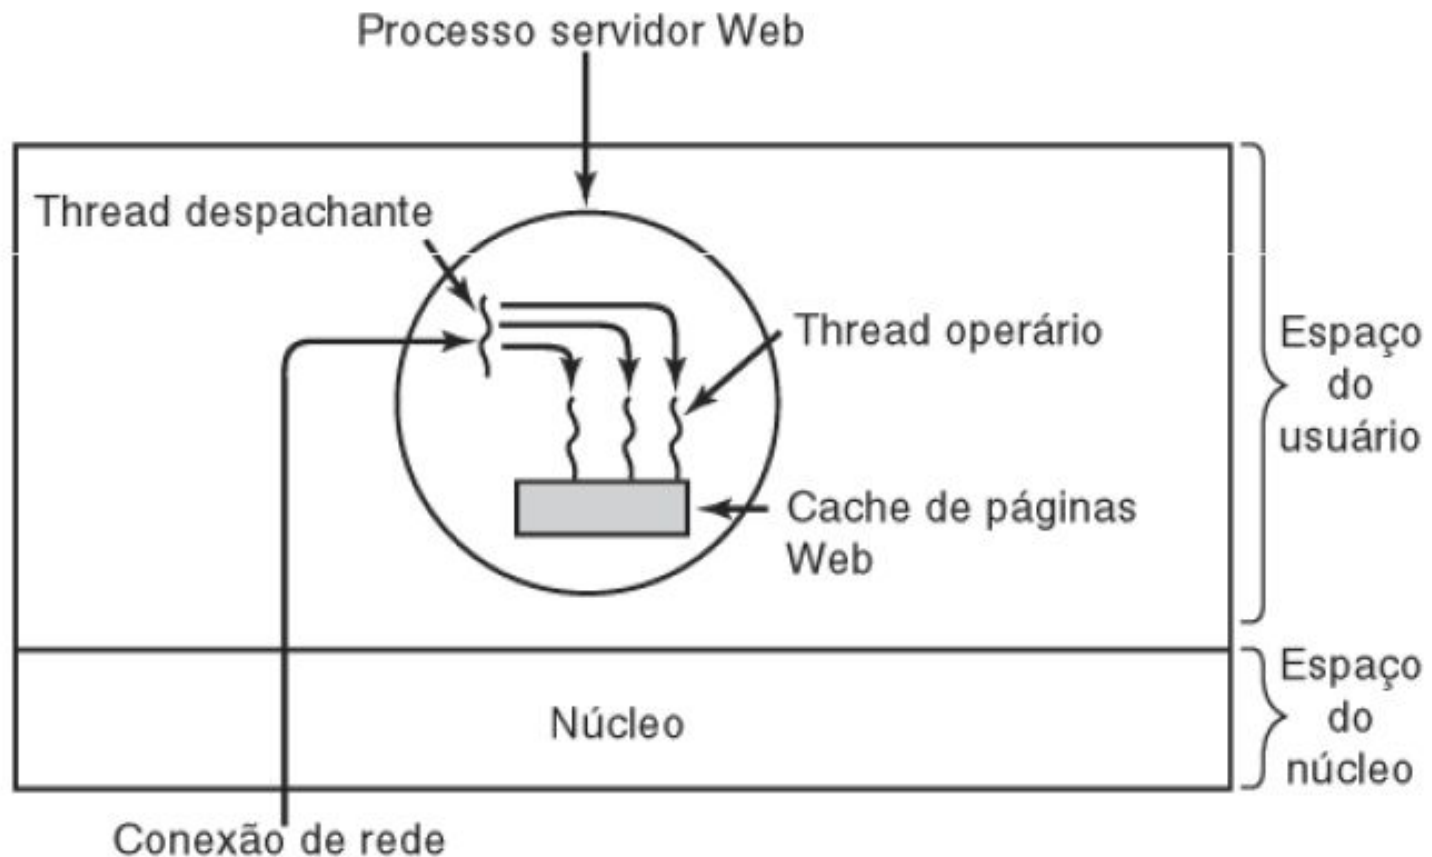 Processo servidor Web
Thread despachante
Thread operário
Espaço
do
usuário
Cache de páginas
Web
Espaço
do
núcleo
Núcleo
Conexão de rede